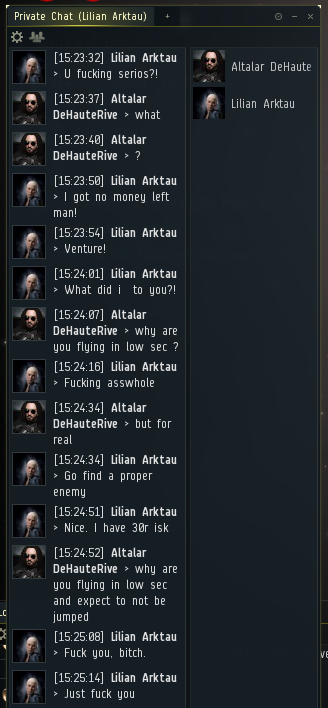 Private Chat (Lilian Arktau)
[15:23:32] Lilian Arktau
> U fucking serios?!
[15:23:37] Altalar
DeHauteRive > what
[15:23:40] Altalar
DeHauteRive > ?
[15:23:50] Lilian Arktau
> I got no money left
man!
[15:23:54] Lilian Arktau
> Venture!
[15:24:01] Lilian Arktau
> What did i  to you?!
[15:24:07] Altalar
DeHauteRive > why are
you flying in low sec ?
[15:24:16] Lilian Arktau
> Fucking asswhole
[15:24:34] Altalar
DeHauteRive > but for
real
[15:24:34] Lilian Arktau
> Go find a proper
enemy
[15:24:51] Lilian Arktau
> Nice. I have 30r isk
[15:24:52] Altalar
DeHauteRive > why are
you flying in low sec
and expect to not be
jumped
[15:25:08] Lilian Arktau
> Fuck you, bitch.
[15:25:14] Lilian Arktau
> Just fuck you
Altalar DeHaute
Lilian Arktau